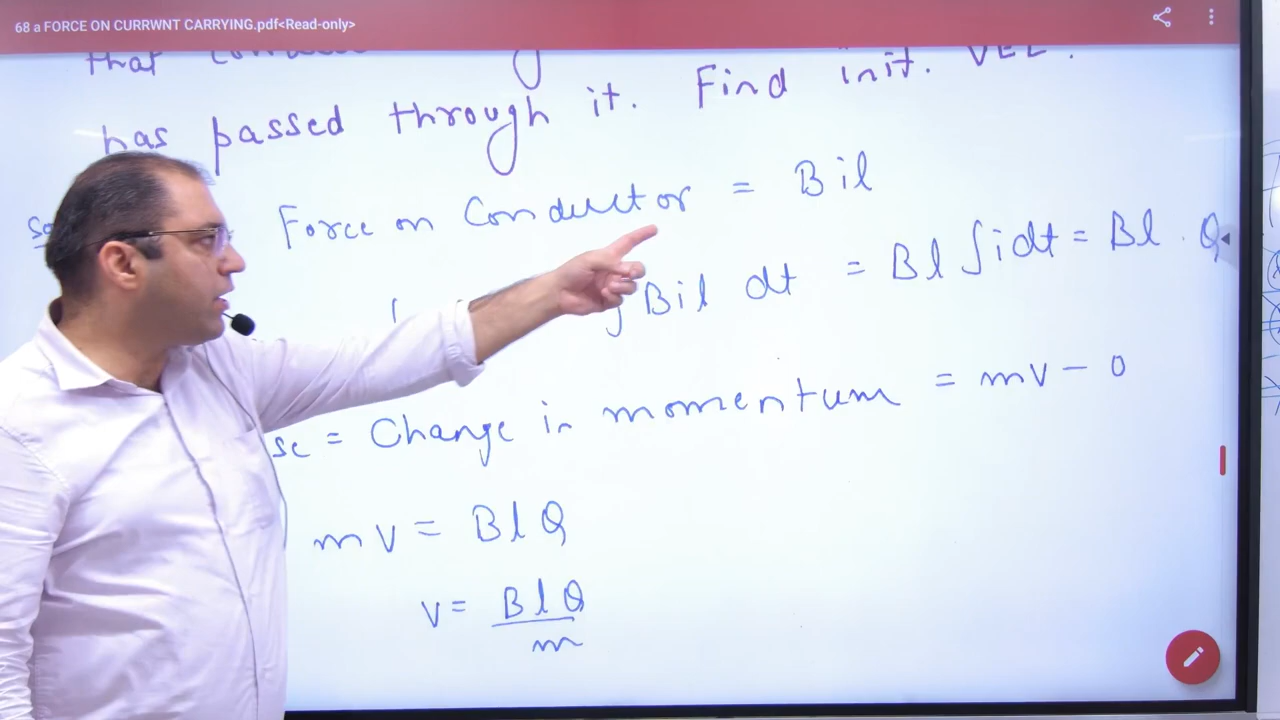 68 a FORCE ON CURRWNT CARRYING.pdf<Read-only>
that
has passed through it. Find init. VEL.
Force on Conductor = Bil
∫Bil dt = Bl ∫idt = Bl . Q
= Change in momentum = mv - 0
mv = BlQ
v = BlQ/m